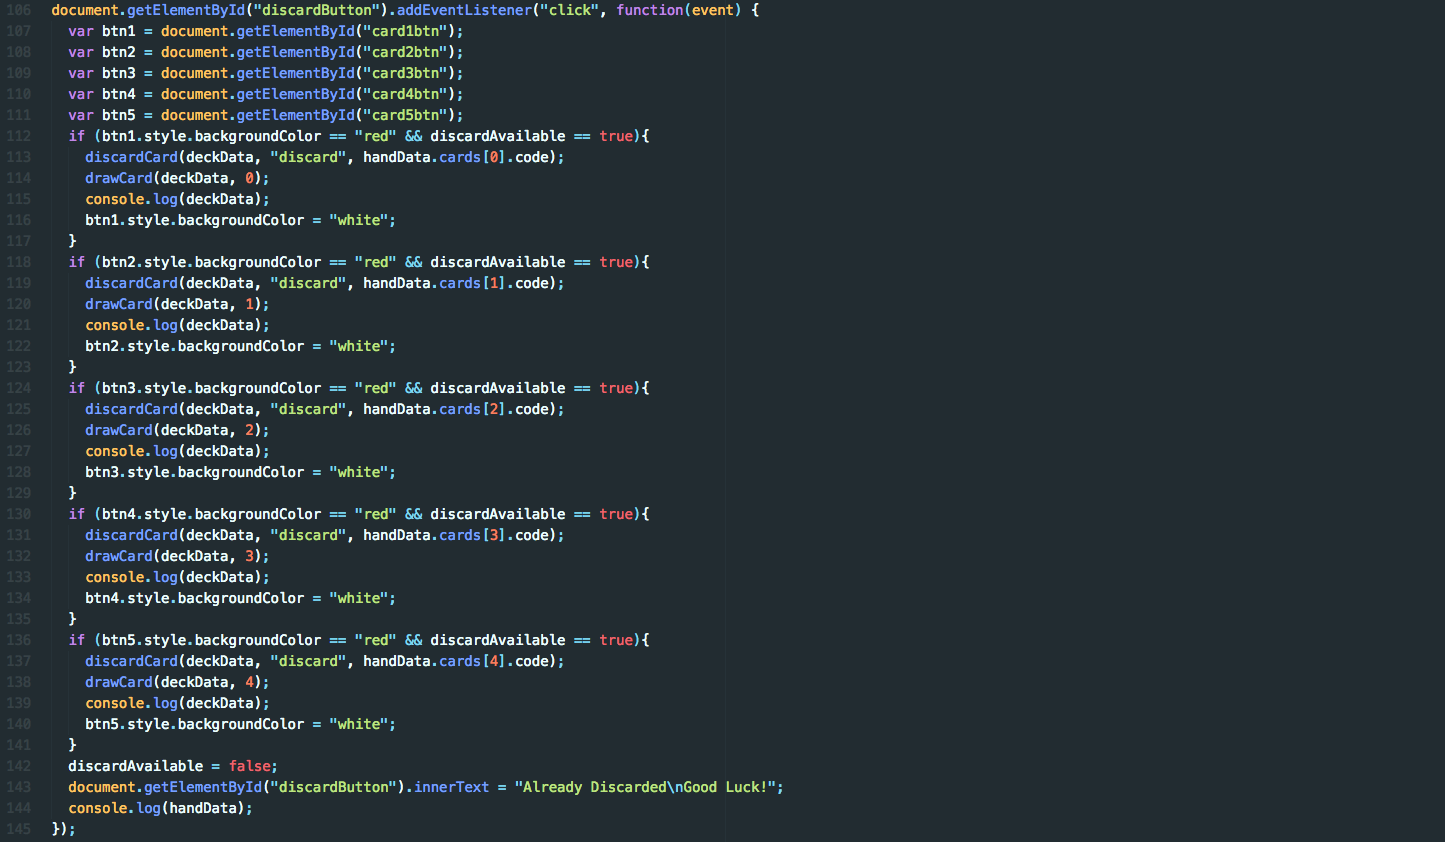 106 document.getElementById("discardButton").addEventListener("click", function(event) {
107   var btn1 = document.getElementById("card1btn");
108   var btn2 = document.getElementById("card2btn");
109   var btn3 = document.getElementById("card3btn");
110   var btn4 = document.getElementById("card4btn");
111   var btn5 = document.getElementById("card5btn");
112   if (btn1.style.backgroundColor == "red" && discardAvailable == true){
113     discardCard(deckData, "discard", handData.cards[0].code);
114     drawCard(deckData, 0);
115     console.log(deckData);
116     btn1.style.backgroundColor = "white";
117   }
118   if (btn2.style.backgroundColor == "red" && discardAvailable == true){
119     discardCard(deckData, "discard", handData.cards[1].code);
120     drawCard(deckData, 1);
121     console.log(deckData);
122     btn2.style.backgroundColor = "white";
123   }
124   if (btn3.style.backgroundColor == "red" && discardAvailable == true){
125     discardCard(deckData, "discard", handData.cards[2].code);
126     drawCard(deckData, 2);
127     console.log(deckData);
128     btn3.style.backgroundColor = "white";
129   }
130   if (btn4.style.backgroundColor == "red" && discardAvailable == true){
131     discardCard(deckData, "discard", handData.cards[3].code);
132     drawCard(deckData, 3);
133     console.log(deckData);
134     btn4.style.backgroundColor = "white";
135   }
136   if (btn5.style.backgroundColor == "red" && discardAvailable == true){
137     discardCard(deckData, "discard", handData.cards[4].code);
138     drawCard(deckData, 4);
139     console.log(deckData);
140     btn5.style.backgroundColor = "white";
141   }
142   discardAvailable = false;
143   document.getElementById("discardButton").innerText = "Already Discarded\nGood Luck!";
144   console.log(handData);
145 });